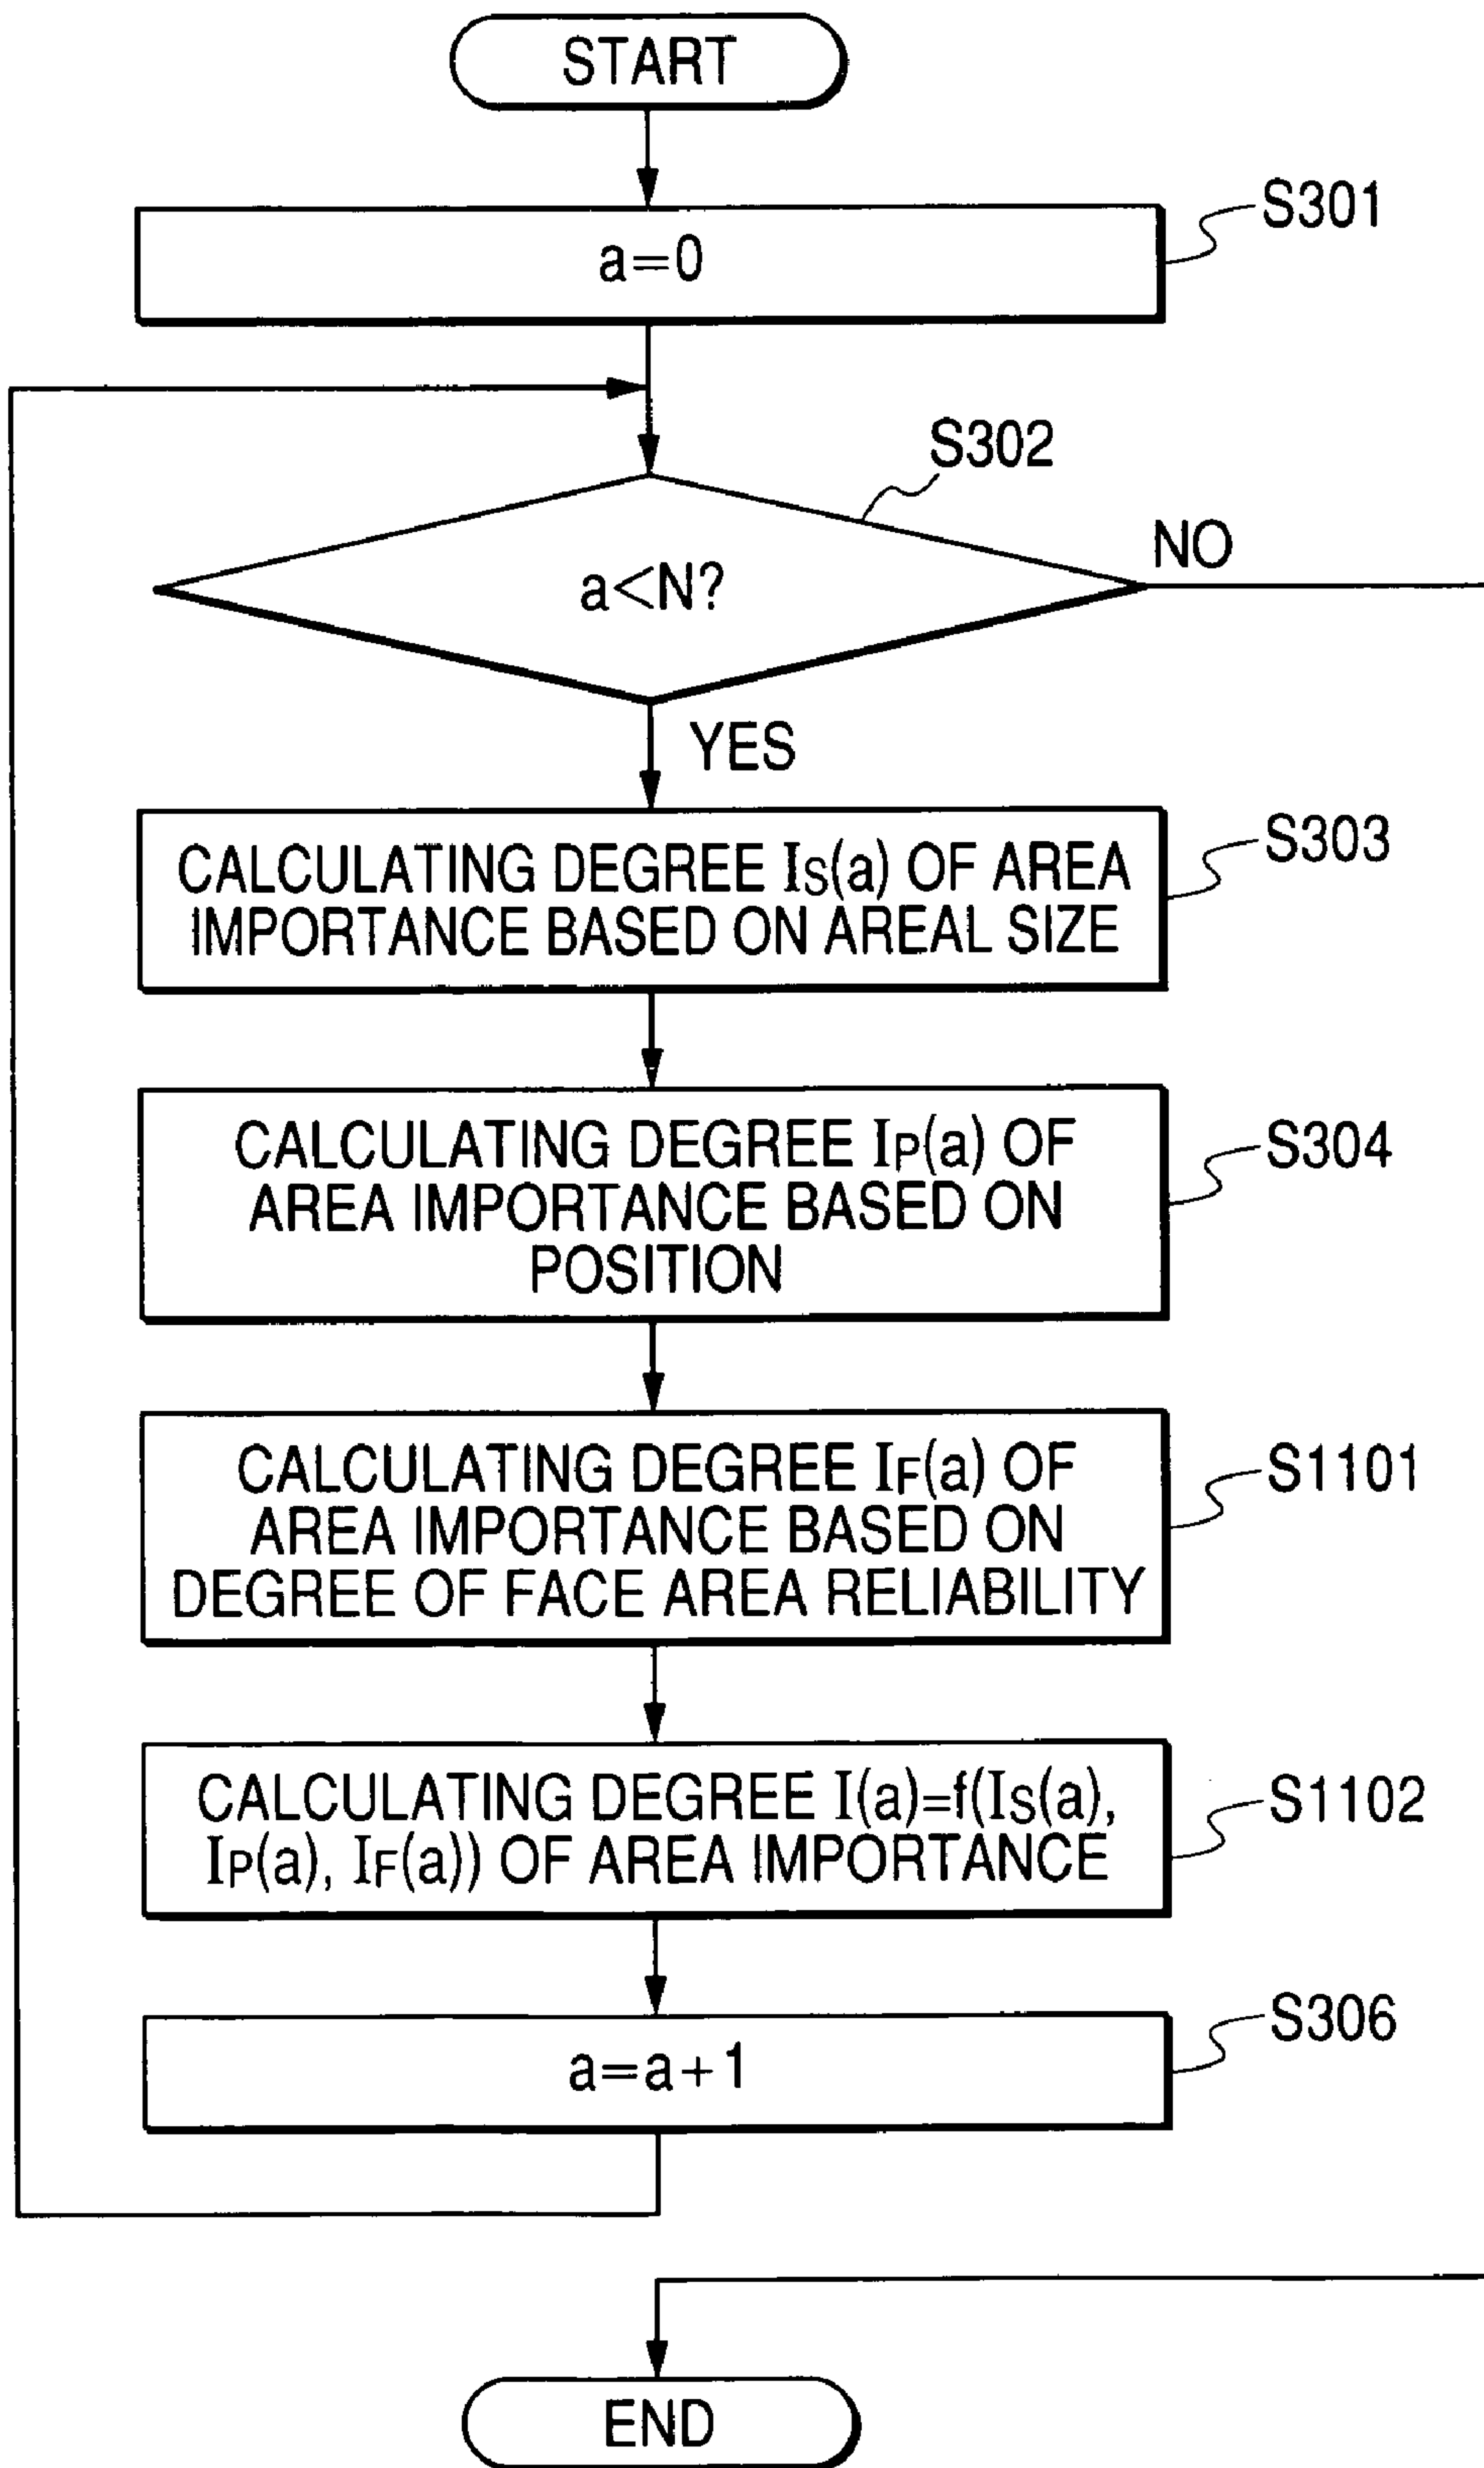 START
S301
a=0
S302
NO
a<N?
YES
S303
CALCULATING DEGREE IS(a) OF AREA
IMPORTANCE BASED ON AREAL SIZE
S304
CALCULATING DEGREE IP(a) OF
AREA IMPORTANCE BASED ON
POSITION
S1101
CALCULATING DEGREE IF(a) OF
AREA IMPORTANCE BASED ON
DEGREE OF FACE AREA RELIABILITY
S1102
CALCULATING DEGREE I(a)=f(IS(a),
IP(a), IF(a)) OF AREA IMPORTANCE
S306
a=a+1
END